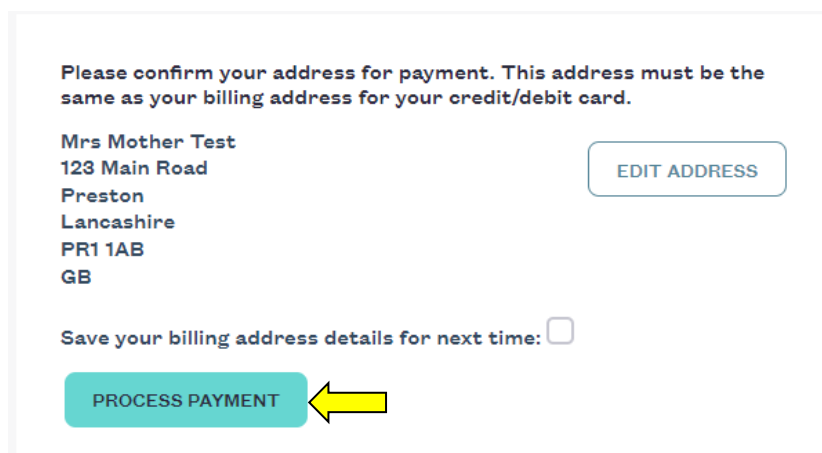 Please confirm your address for payment. This address must be the
same as your billing address for your credit/debit card.
Mrs Mother Test
123 Main Road
Preston
Lancashire
PR1 1AB
GB
EDIT ADDRESS
Save your billing address details for next time:
PROCESS PAYMENT